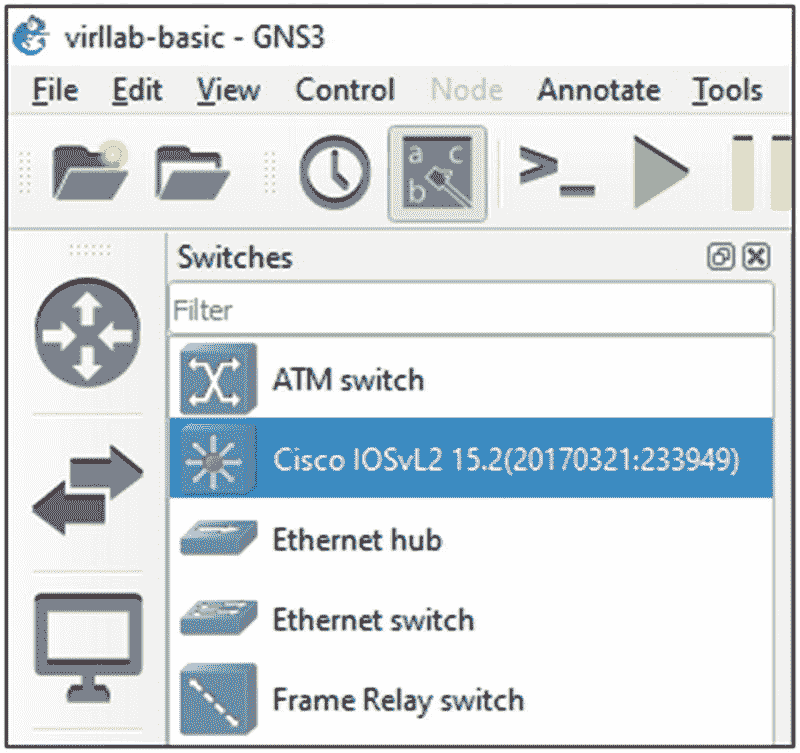 virllab-basic - GNS3
File Edit View Control Node Annotate Tools
a c
b
>_
Switches
Filter
ATM switch
Cisco IOSvL2 15.2(20170321:233949)
Ethernet hub
Ethernet switch
Frame Relay switch